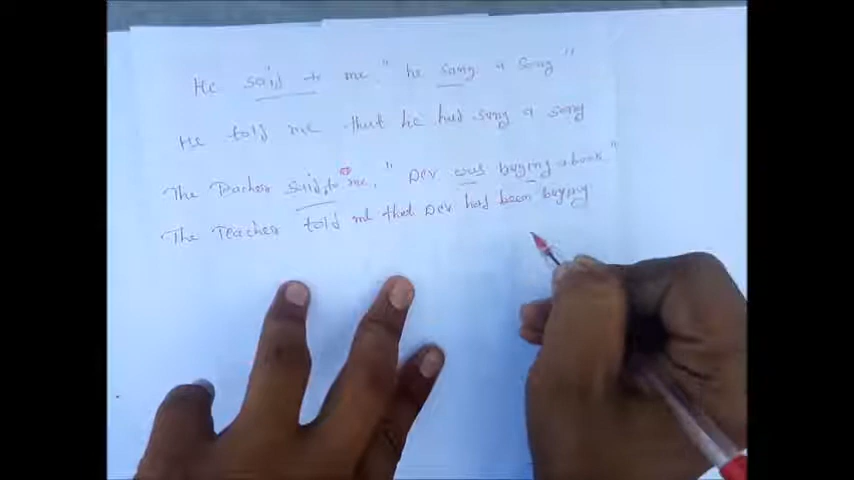 He said to me " he sang a song "
He told me that he had sung a song
The Teacher said to me, " Dev was buying a book "
The Teacher told me that Dev had been buying